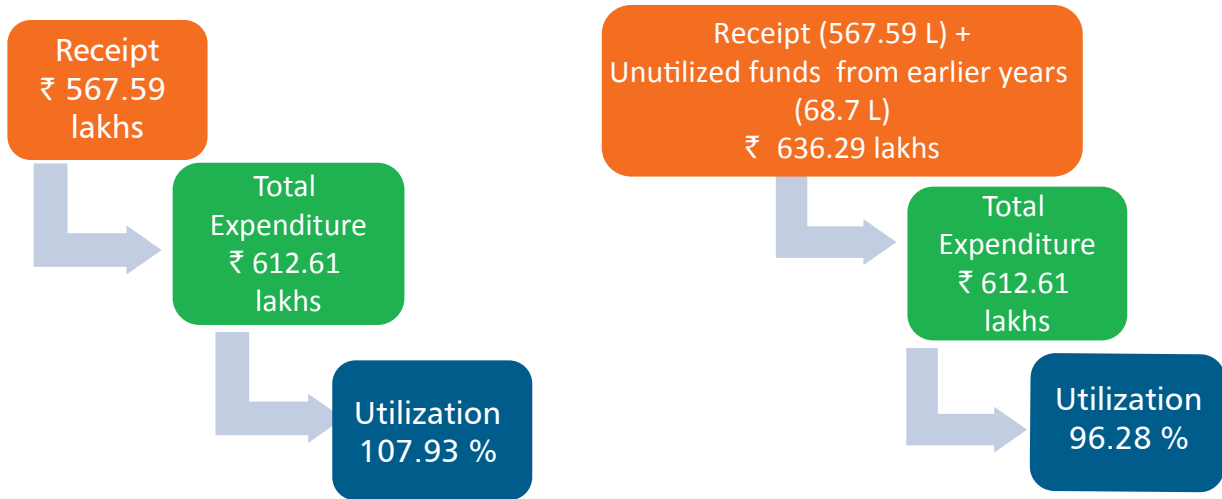 Receipt
₹ 567.59
lakhs
Total
Expenditure
₹ 612.61
lakhs
Utilization
107.93 %
Receipt (567.59 L) +
Unutilized funds from earlier years
(68.7 L)
₹ 636.29 lakhs
Total
Expenditure
₹ 612.61
lakhs
Utilization
96.28 %